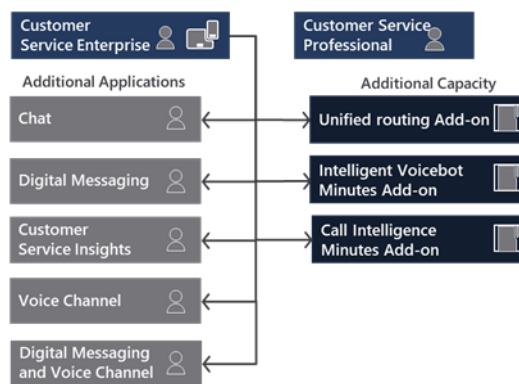 Customer
Service Enterprise
Customer Service
Professional
Additional Applications
Additional Capacity
Chat
Unified routing Add-on
Digital Messaging
Intelligent Voicebot
Minutes Add-on
Customer
Service Insights
Call Intelligence
Minutes Add-on
Voice Channel
Digital Messaging
and Voice Channel